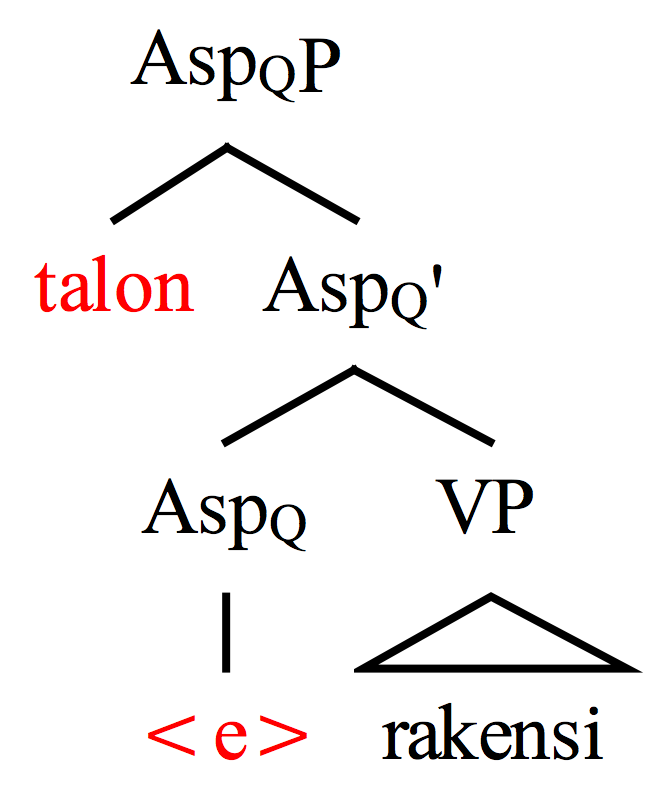 AspQP
talon AspQ'
AspQ VP
<e> rakensi